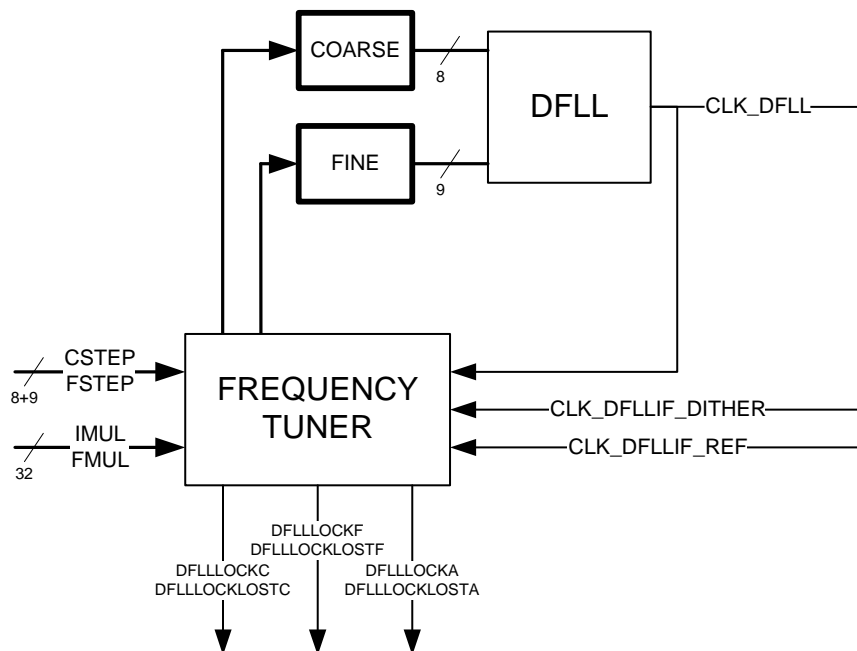 COARSE
8
DFLL
CLK_DFLL
FINE
9
CSTEP
FSTEP
8+9
FREQUENCY
TUNER
CLK_DFLLIF_DITHER
IMUL
FMUL
32
CLK_DFLLIF_REF
DFLLLOCKF
DFLLLOCKLOSTF
DFLLLOCKC
DFLLLOCKLOSTC
DFLLLOCKA
DFLLLOCKLOSTA